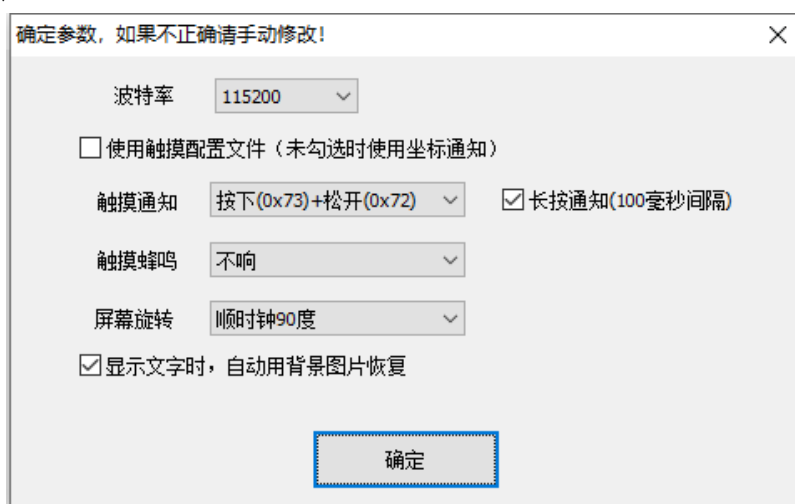 确定参数，如果不正确请手动修改!
波特率 115200
使用触摸配置文件（未勾选时使用坐标通知）
触摸通知 按下(0x73)+松开(0x72) 长按通知(100毫秒间隔)
触摸蜂鸣 不响
屏幕旋转 顺时钟90度
显示文字时，自动用背景图片恢复
确定